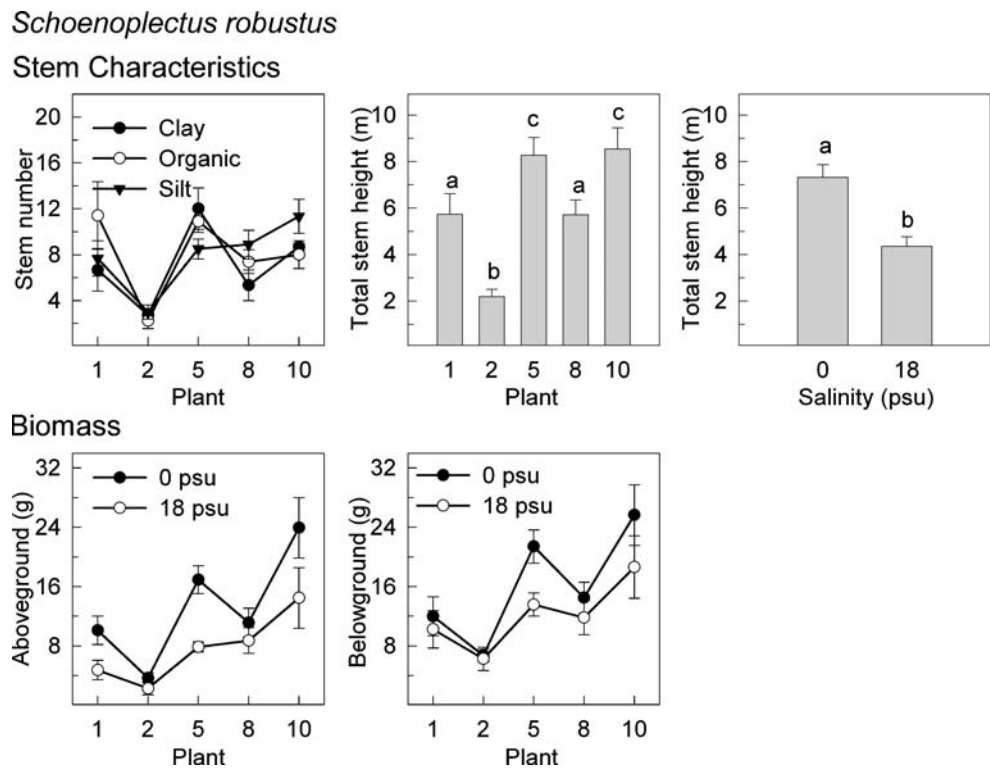 Schoenoplectus robustus
Stem Characteristics
Stem number
20
16
12
8
4
Clay
Organic
Silt
1 2 5 8 10
Plant
Total stem height (m)
10
8
6
4
2
a
b
c
a
c
1 2 5 8 10
Plant
Total stem height (m)
10
8
6
4
2
a
b
0 18
Salinity (psu)
Biomass
Aboveground (g)
32
24
16
8
0 psu
18 psu
1 2 5 8 10
Plant
Belowground (g)
32
24
16
8
0 psu
18 psu
1 2 5 8 10
Plant